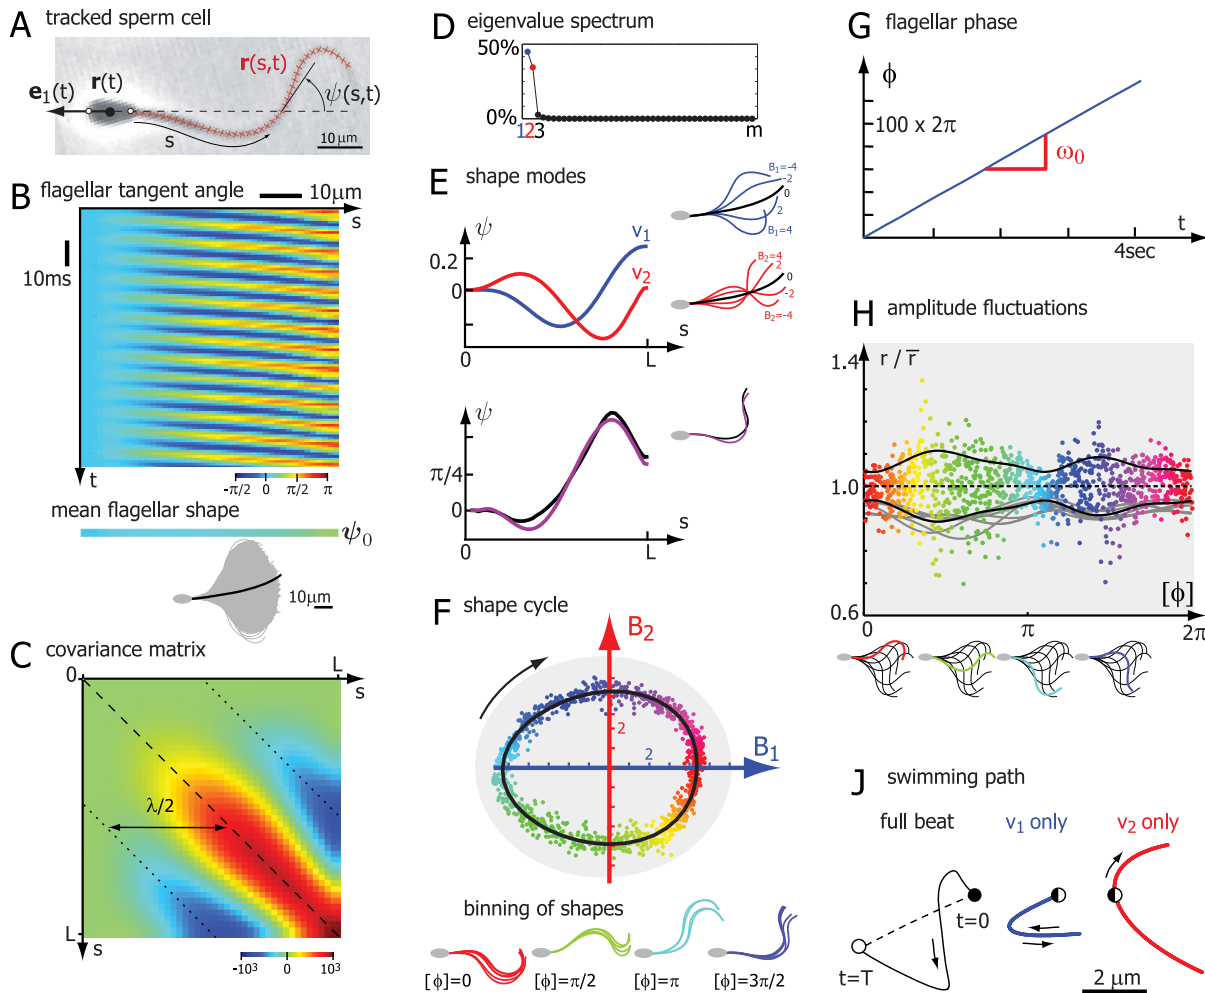 A tracked sperm cell
r(s,t)
r(t)
e₁(t)
ψ(s,t)
s
10 μm
B flagellar tangent angle
10μm
s
10ms
t
-π/2 0 π/2 π
mean flagellar shape
ψ₀
10μm
C covariance matrix
0
L
s
λ/2
L
s
-10³ 0 10³
D eigenvalue spectrum
50%
0%
1 2 3
m
E shape modes
ψ
v₁
0.2
v₂
0
s
0
L
B₁=-4
-2
0
2
B₁=4
B₂=4
2
0
-2
B₂=-4
ψ
π/4
0
s
0
L
F shape cycle
B₂
2
2
B₁
binning of shapes
[ϕ]=0
[ϕ]=π/2
[ϕ]=π
[ϕ]=3π/2
G flagellar phase
ϕ
100 x 2π
ω₀
t
4sec
H amplitude fluctuations
1.4
r / r̅
1.0
0.6
[ϕ]
0
π
2π
J swimming path
full beat
v₁ only
v₂ only
t=0
t=T
2 μm